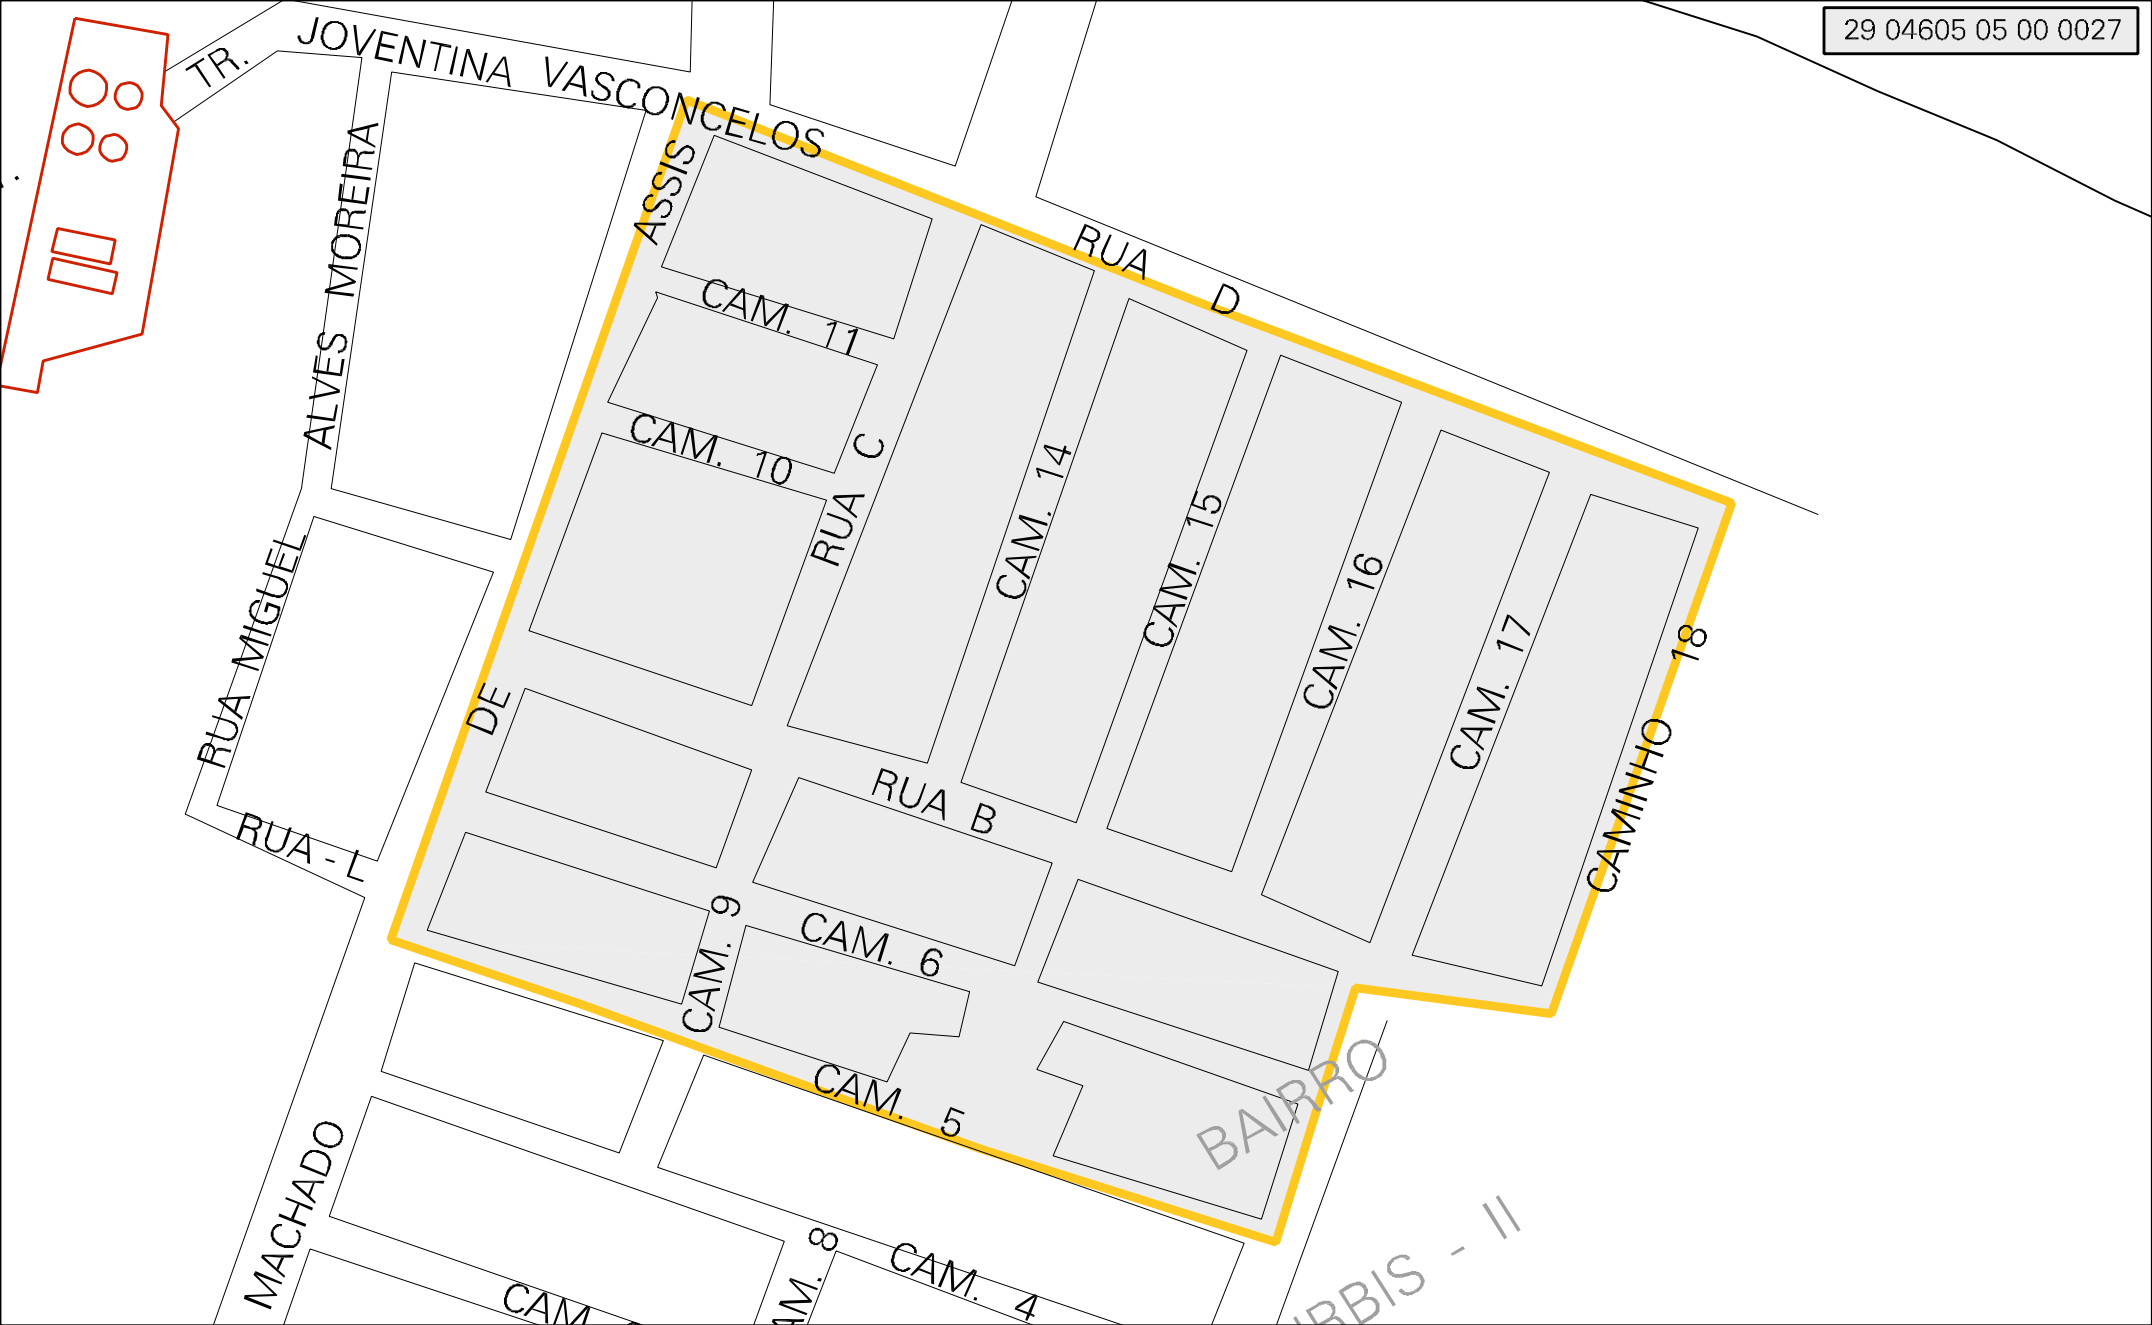 29 04605 05 00 0027
TR.
JOVENTINA VASCONCELOS
ALVES MOREIRA
ASSIS
RUA D
CAM. 11
CAM. 10
RUA C
CAM. 14
CAM. 15
CAM. 16
CAM. 17
CAMINHO 18
RUA MIGUEL
DE
RUA - L
RUA B
CAM. 9
CAM. 6
CAM. 5
BAIRRO
MACHADO
CAM. 4
AM. 8
CAM.
IRBIS - II